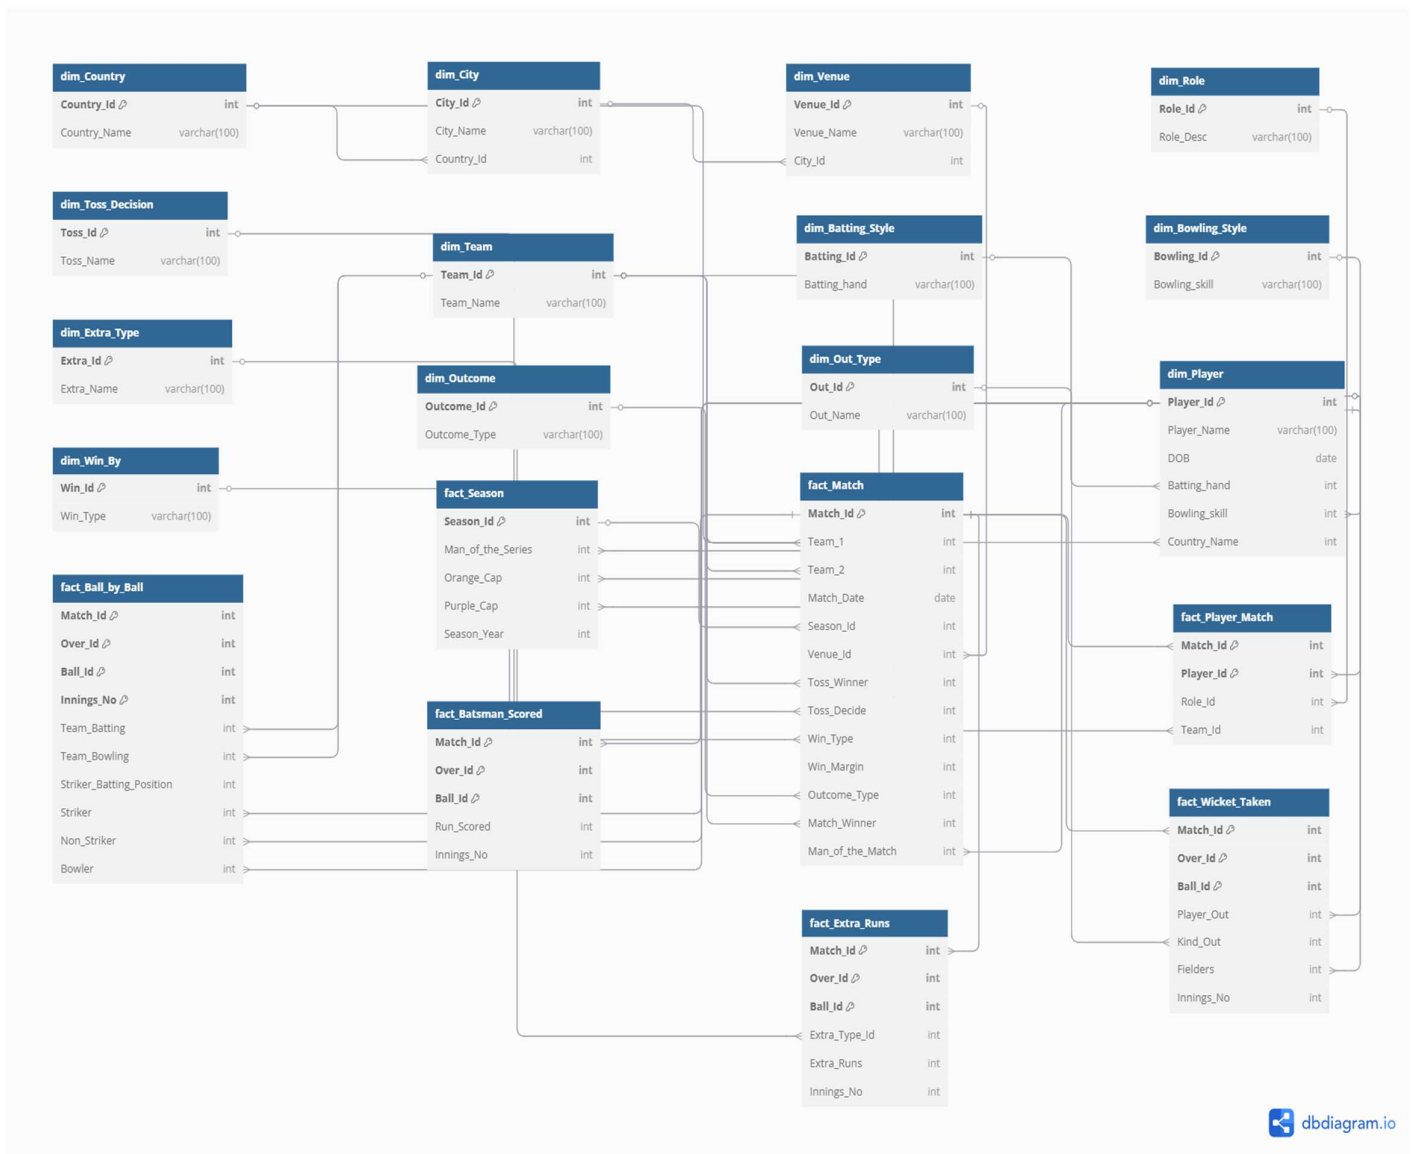 dim_Country
Country_Id int
Country_Name varchar(100)
dim_City
City_Id int
City_Name varchar(100)
Country_Id int
dim_Venue
Venue_Id int
Venue_Name varchar(100)
City_Id int
dim_Role
Role_Id int
Role_Desc varchar(100)
dim_Toss_Decision
Toss_Id int
Toss_Name varchar(100)
dim_Team
Team_Id int
Team_Name varchar(100)
dim_Batting_Style
Batting_Id int
Batting_hand varchar(100)
dim_Bowling_Style
Bowling_Id int
Bowling_skill varchar(100)
dim_Extra_Type
Extra_Id int
Extra_Name varchar(100)
dim_Outcome
Outcome_Id int
Outcome_Type varchar(100)
dim_Out_Type
Out_Id int
Out_Name varchar(100)
dim_Player
Player_Id int
Player_Name varchar(100)
DOB date
Batting_hand int
Bowling_skill int
Country_Name int
dim_Win_By
Win_Id int
Win_Type varchar(100)
fact_Season
Season_Id int
Man_of_the_Series int
Orange_Cap int
Purple_Cap int
Season_Year int
fact_Match
Match_Id int
Team_1 int
Team_2 int
Match_Date date
Season_Id int
Venue_Id int
Toss_Winner int
Toss_Decide int
Win_Type int
Win_Margin int
Outcome_Type int
Match_Winner int
Man_of_the_Match int
fact_Ball_by_Ball
Match_Id int
Over_Id int
Ball_Id int
Innings_No int
Team_Batting int
Team_Bowling int
Striker_Batting_Position int
Striker int
Non_Striker int
Bowler int
fact_Batsman_Scored
Match_Id int
Over_Id int
Ball_Id int
Run_Scored int
Innings_No int
fact_Player_Match
Match_Id int
Player_Id int
Role_Id int
Team_Id int
fact_Wicket_Taken
Match_Id int
Over_Id int
Ball_Id int
Player_Out int
Kind_Out int
Fielders int
Innings_No int
fact_Extra_Runs
Match_Id int
Over_Id int
Ball_Id int
Extra_Type_Id int
Extra_Runs int
Innings_No int
dbdiagram.io